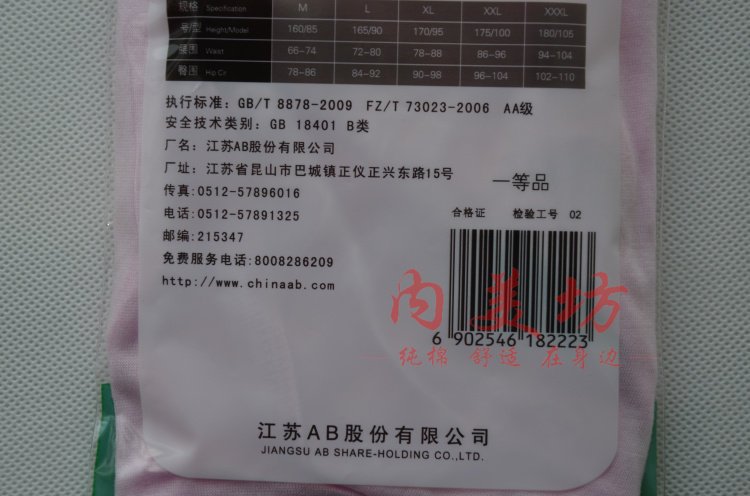 规格 Specification M L XL XXL XXXL
号/型 Height/Model 160/85 165/90 170/95 175/100 180/105
腰围 Waist 66-74 72-80 78-88 86-96 94-104
臀围 Hip Cir 78-86 84-92 90-98 96-104 102-110
执行标准: GB/T 8878-2009 FZ/T 73023-2006 AA级
安全技术类别: GB 18401 B类
厂名: 江苏AB股份有限公司
厂址: 江苏省昆山市巴城镇正仪正兴东路15号
传真:0512-57896016
电话:0512-57891325
邮编:215347
免费服务电话:8008286209
http://www.chinaab.com
一等品
合格证 检验工号 02
6 902546 182223
内美坊
纯棉 舒适 在身边
江苏AB股份有限公司
JIANGSU AB SHARE-HOLDING CO.,LTD.